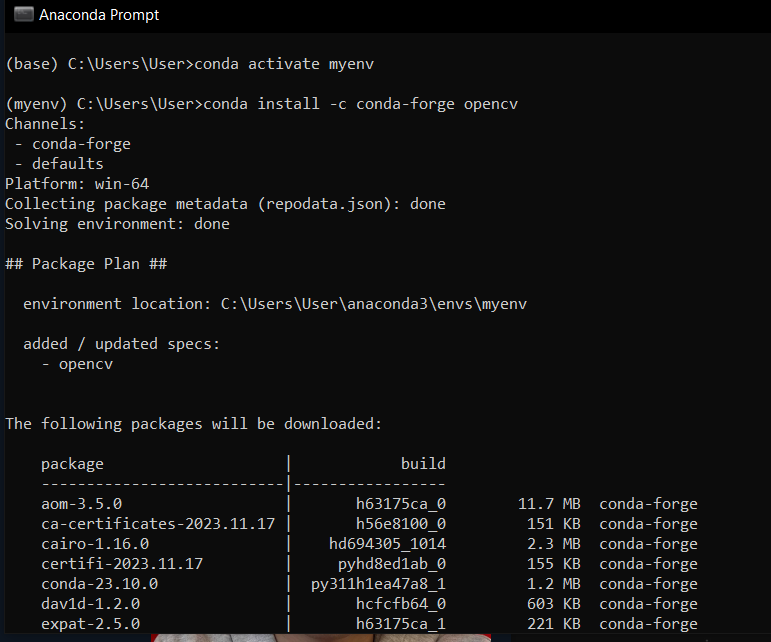 Anaconda Prompt
(base) C:\Users\User>conda activate myenv
(myenv) C:\Users\User>conda install -c conda-forge opencv
Channels:
 - conda-forge
 - defaults
Platform: win-64
Collecting package metadata (repodata.json): done
Solving environment: done
## Package Plan ##
  environment location: C:\Users\User\anaconda3\envs\myenv
  added / updated specs:
    - opencv
The following packages will be downloaded:
    package                    |            build
    ---------------------------|-----------------
    aom-3.5.0                  |       h63175ca_0        11.7 MB  conda-forge
    ca-certificates-2023.11.17 |       h56e8100_0         151 KB  conda-forge
    cairo-1.16.0               |    hd694305_1014         2.3 MB  conda-forge
    certifi-2023.11.17         |     pyhd8ed1ab_0         155 KB  conda-forge
    conda-23.10.0              |  py311h1ea47a8_1         1.2 MB  conda-forge
    dav1d-1.2.0                |       hcfcfb64_0         603 KB  conda-forge
    expat-2.5.0                |       h63175ca_1         221 KB  conda-forge